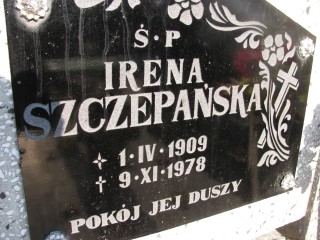 Ś·P
IRENA
SZCZEPAŃSKA
1·IV·1909
9·XI·1978
POKÓJ JEJ DUSZY